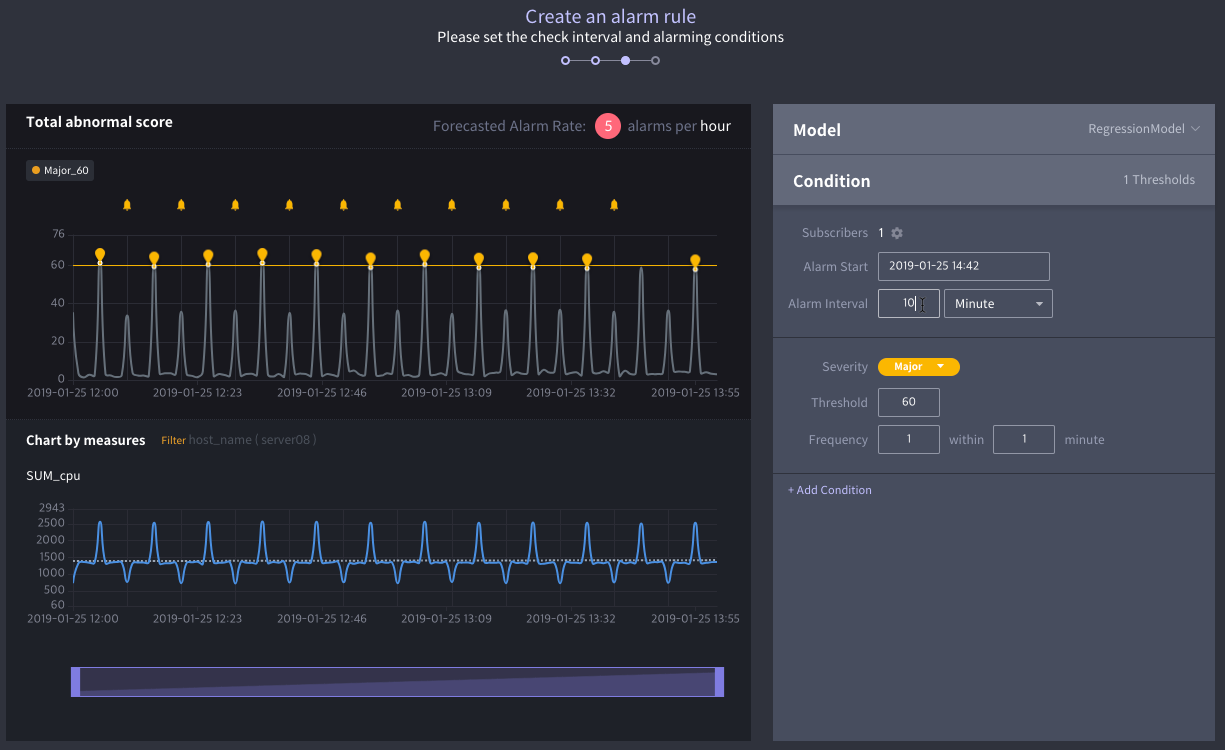 Create an alarm rule
Please set the check interval and alarming conditions
Total abnormal score
Forecasted Alarm Rate: 5 alarms per hour
Major_60
76
60
40
20
0
2019-01-25 12:00 2019-01-25 12:23 2019-01-25 12:46 2019-01-25 13:09 2019-01-25 13:32 2019-01-25 13:55
Chart by measures Filter host_name ( server08 )
SUM_cpu
2943
2500
2000
1500
1000
500
60
2019-01-25 12:00 2019-01-25 12:23 2019-01-25 12:46 2019-01-25 13:09 2019-01-25 13:32 2019-01-25 13:55
Model RegressionModel
Condition 1 Thresholds
Subscribers 1
Alarm Start 2019-01-25 14:42
Alarm Interval 10 Minute
Severity Major
Threshold 60
Frequency 1 within 1 minute
+ Add Condition